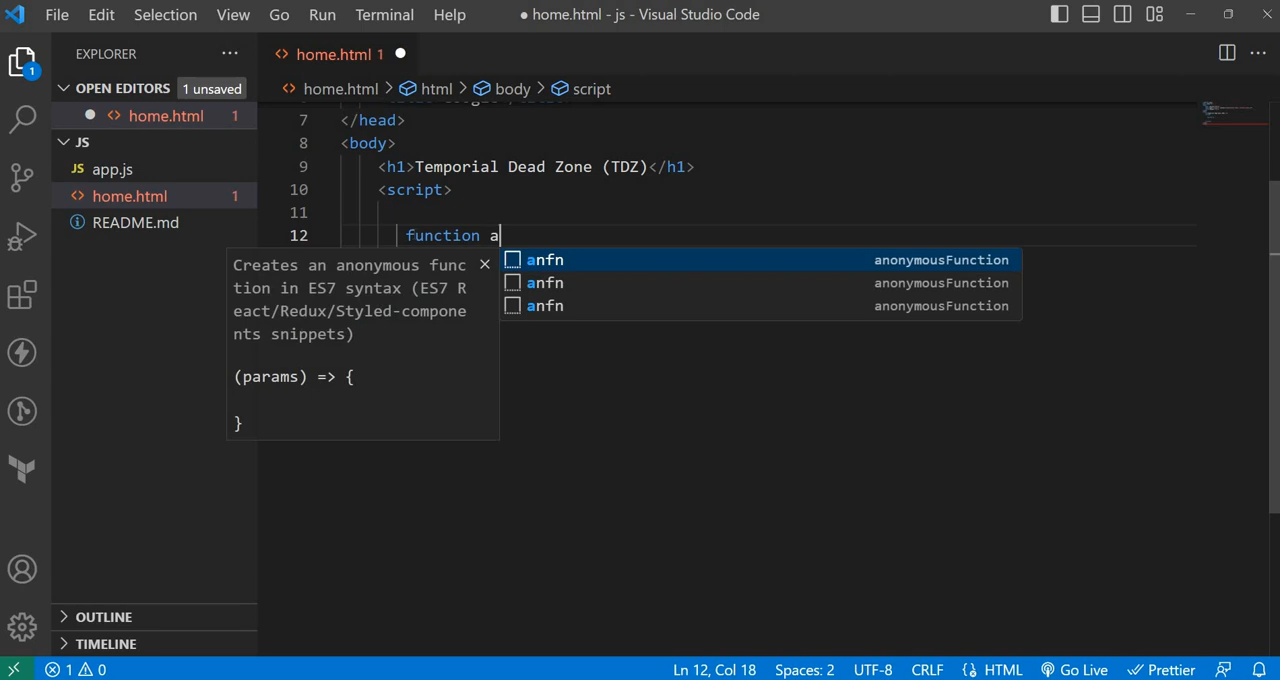 File Edit Selection View Go Run Terminal Help ● home.html - js - Visual Studio Code
EXPLORER ···
OPEN EDITORS 1 unsaved
● <> home.html 1
JS
JS app.js
<> home.html 1
README.md
OUTLINE
TIMELINE
1
<> home.html 1 ●
<> home.html > html > body > script
7 </head>
8 <body>
9 <h1>Temporial Dead Zone (TDZ)</h1>
10 <script>
11
12 function a
anfn anonymousFunction
anfn anonymousFunction
anfn anonymousFunction
Creates an anonymous func
tion in ES7 syntax (ES7 R
eact/Redux/Styled-compone
nts snippets)
(params) => {
}
1 0 Ln 12, Col 18 Spaces: 2 UTF-8 CRLF HTML Go Live Prettier